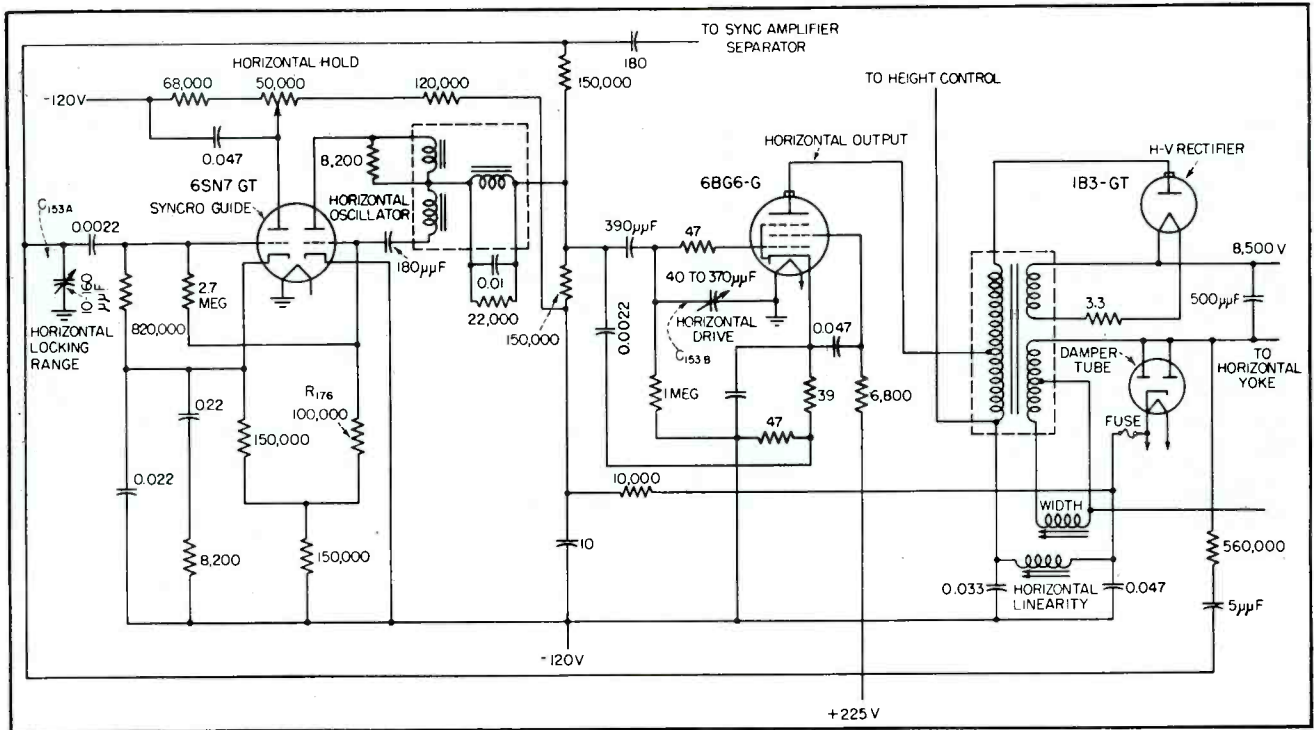 TO SYNC AMPLIFIER
SEPARATOR
180
HORIZONTAL HOLD
68,000
50,000
120,000
150,000
-120V
TO HEIGHT CONTROL
0.047
8,200
HORIZONTAL OUTPUT
H-V RECTIFIER
6SN7 GT
SYNCRO GUIDE
HORIZONTAL
OSCILLATOR
6BG6-G
1B3-GT
C153A
0.0022
390μμF
47
8,500 V
180μμF
10-160
μμF
2.7
MEG
0.01
40 TO 370μμF
500μμF
22,000
3.3
HORIZONTAL
LOCKING
RANGE
820,000
150,000
0.0022
HORIZONTAL
DRIVE
C153B
0.047
DAMPER
TUBE
TO
HORIZONTAL
YOKE
0.22
R176
100,000
1 MEG
39
6,800
FUSE
150,000
47
10,000
0.022
WIDTH
8,200
150,000
10
560,000
0.033
HORIZONTAL
LINEARITY
0.047
5μμF
-120V
+225V